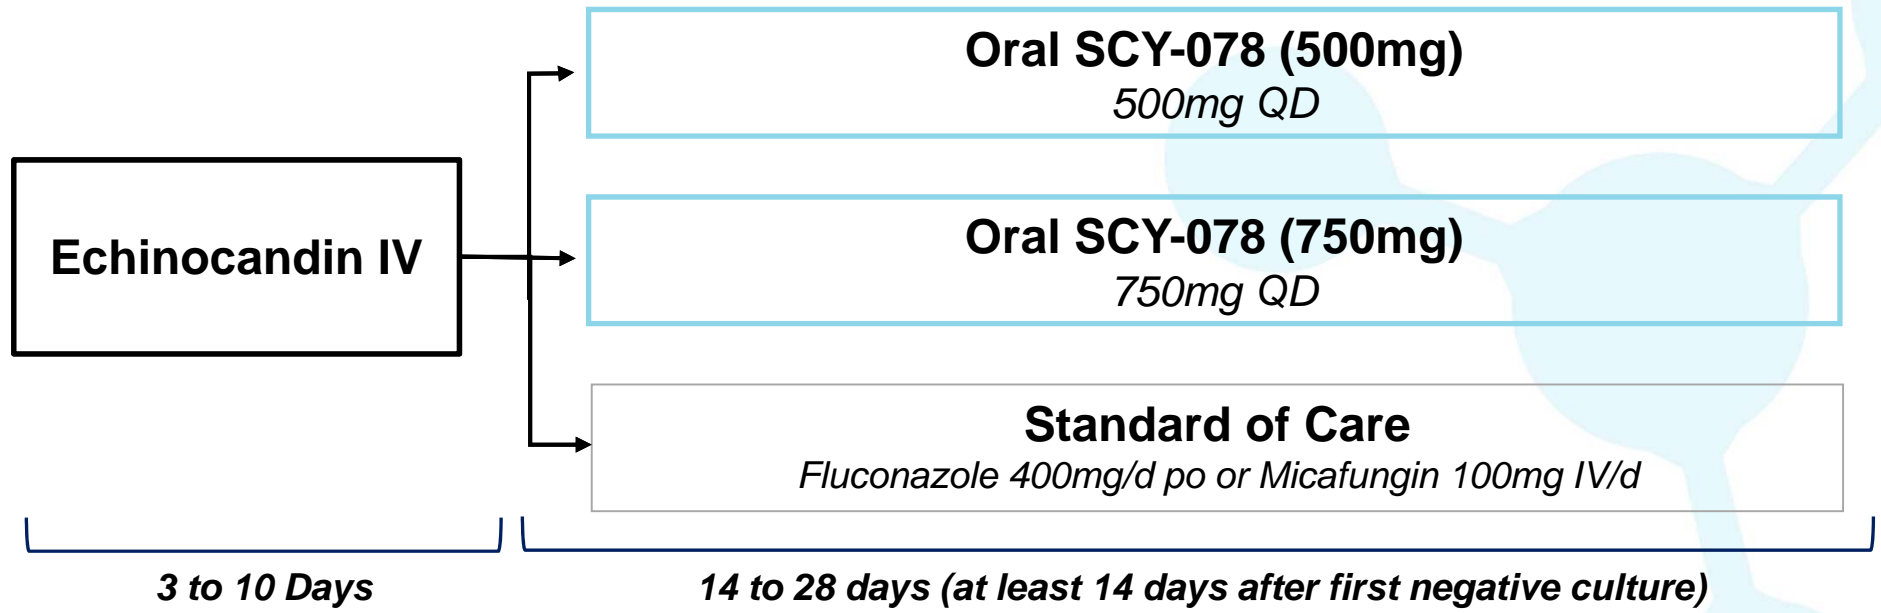 Echinocandin IV
Oral SCY-078 (500mg)
500mg QD
Oral SCY-078 (750mg)
750mg QD
Standard of Care
Fluconazole 400mg/d po or Micafungin 100mg IV/d
3 to 10 Days
14 to 28 days (at least 14 days after first negative culture)